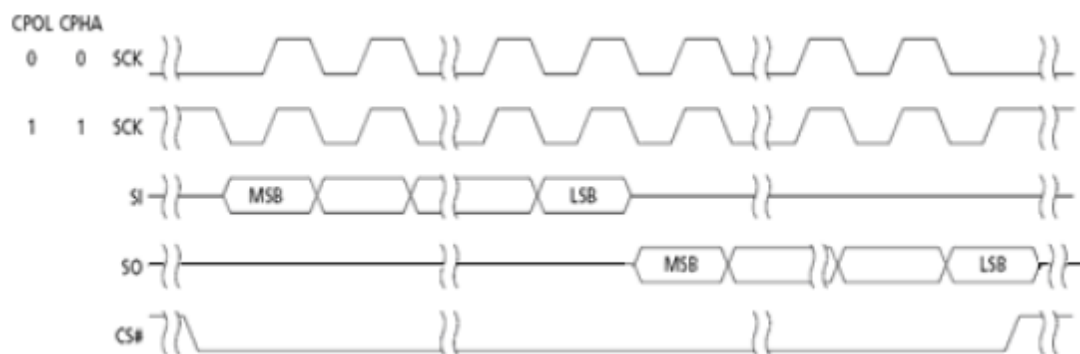 CPOL CPHA
0 0 SCK
1 1 SCK
SI MSB LSB
SO MSB LSB
CS#